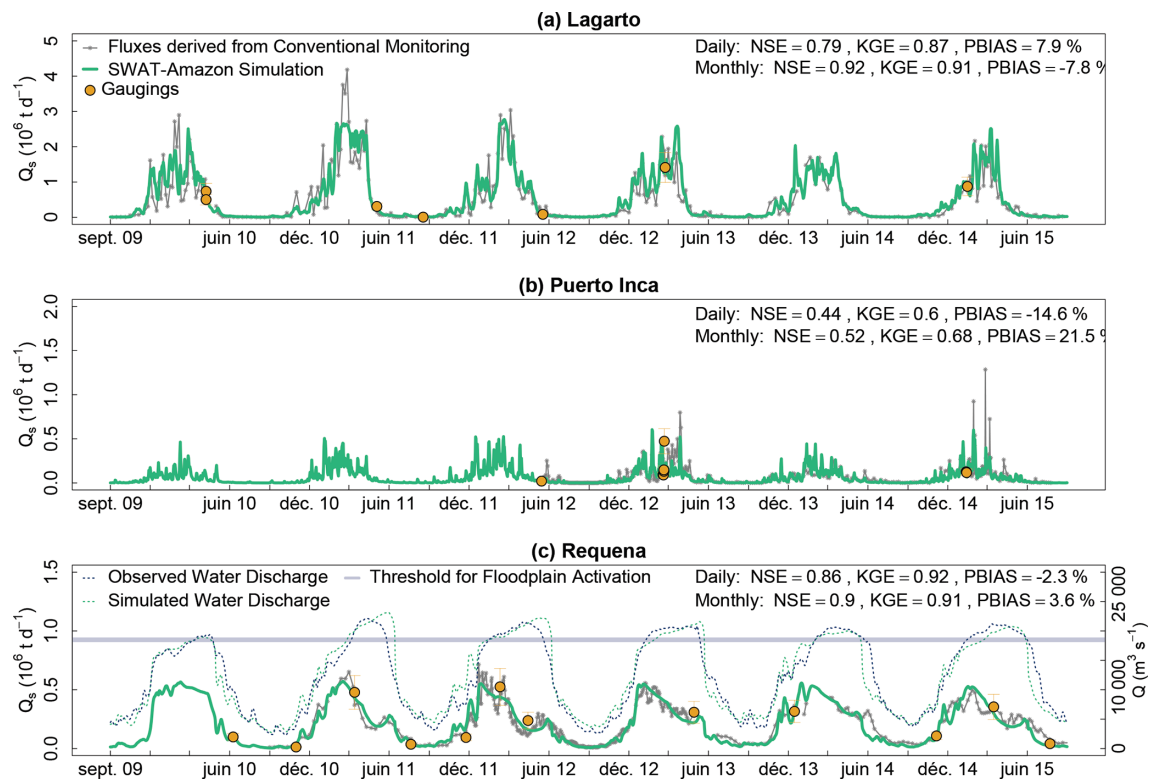 (a) Lagarto
Fluxes derived from Conventional Monitoring
SWAT-Amazon Simulation
Gaugings
Daily: NSE = 0.79 , KGE = 0.87 , PBIAS = 7.9 %
Monthly: NSE = 0.92 , KGE = 0.91 , PBIAS = -7.8 %
Qs (10^6 t d^−1)
5
4
3
2
1
0
sept. 09 juin 10 déc. 10 juin 11 déc. 11 juin 12 déc. 12 juin 13 déc. 13 juin 14 déc. 14 juin 15
(b) Puerto Inca
Daily: NSE = 0.44 , KGE = 0.6 , PBIAS = -14.6 %
Monthly: NSE = 0.52 , KGE = 0.68 , PBIAS = 21.5 %
Qs (10^6 t d^−1)
2.0
1.5
1.0
0.5
0.0
sept. 09 juin 10 déc. 10 juin 11 déc. 11 juin 12 déc. 12 juin 13 déc. 13 juin 14 déc. 14 juin 15
(c) Requena
Observed Water Discharge
Simulated Water Discharge
Threshold for Floodplain Activation
Daily: NSE = 0.86 , KGE = 0.92 , PBIAS = -2.3 %
Monthly: NSE = 0.9 , KGE = 0.91 , PBIAS = 3.6 %
Qs (10^6 t d^−1)
1.5
1.0
0.5
0.0
25 000
10 000
0
Q (m^3 s^−1)
sept. 09 juin 10 déc. 10 juin 11 déc. 11 juin 12 déc. 12 juin 13 déc. 13 juin 14 déc. 14 juin 15